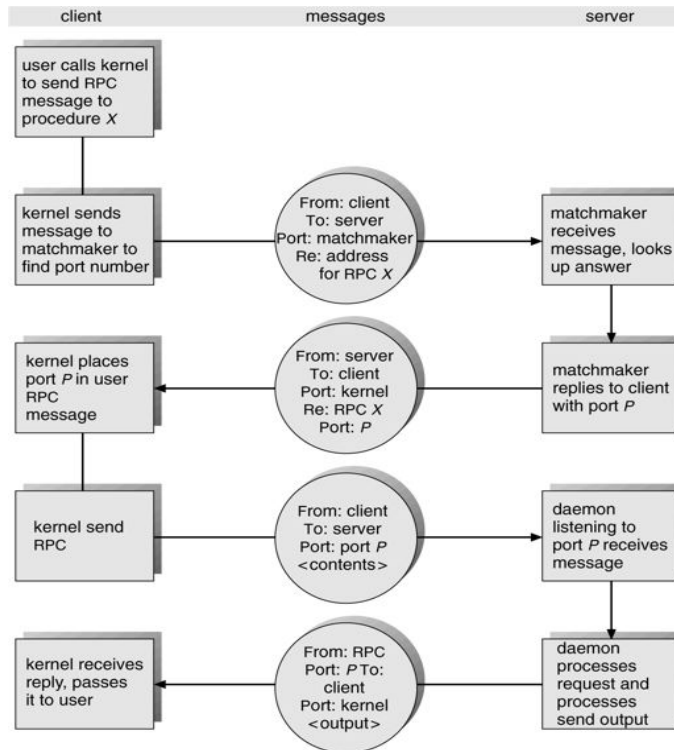 client
messages
server
user calls kernel
to send RPC
message to
procedure X
kernel sends
message to
matchmaker to
find port number
From: client
To: server
Port: matchmaker
Re: address
for RPC X
matchmaker
receives
message, looks
up answer
kernel places
port P in user
RPC
message
From: server
To: client
Port: kernel
Re: RPC X
Port: P
matchmaker
replies to client
with port P
kernel send
RPC
From: client
To: server
Port: port P
<contents>
daemon
listening to
port P receives
message
kernel receives
reply, passes
it to user
From: RPC
Port: P To:
client
Port: kernel
<output>
daemon
processes
request and
processes
send output